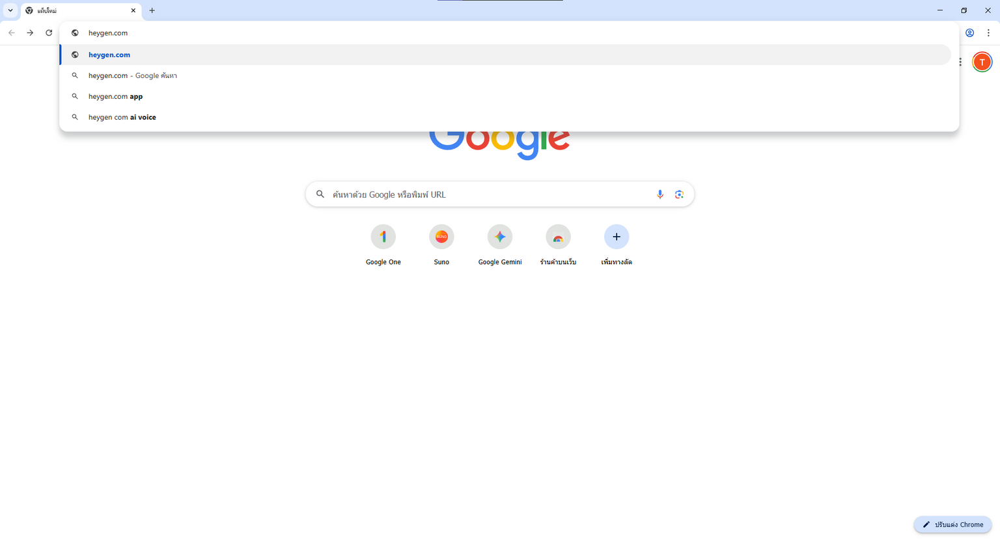 แท็บใหม่
heygen.com
heygen.com
heygen.com - Google ค้นหา
heygen.com app
heygen com ai voice
T
Google
ค้นหาด้วย Google หรือพิมพ์ URL
SUNO
Google One
Suno
Google Gemini
ร้านค้าบนเว็บ
เพิ่มทางลัด
ปรับแต่ง Chrome